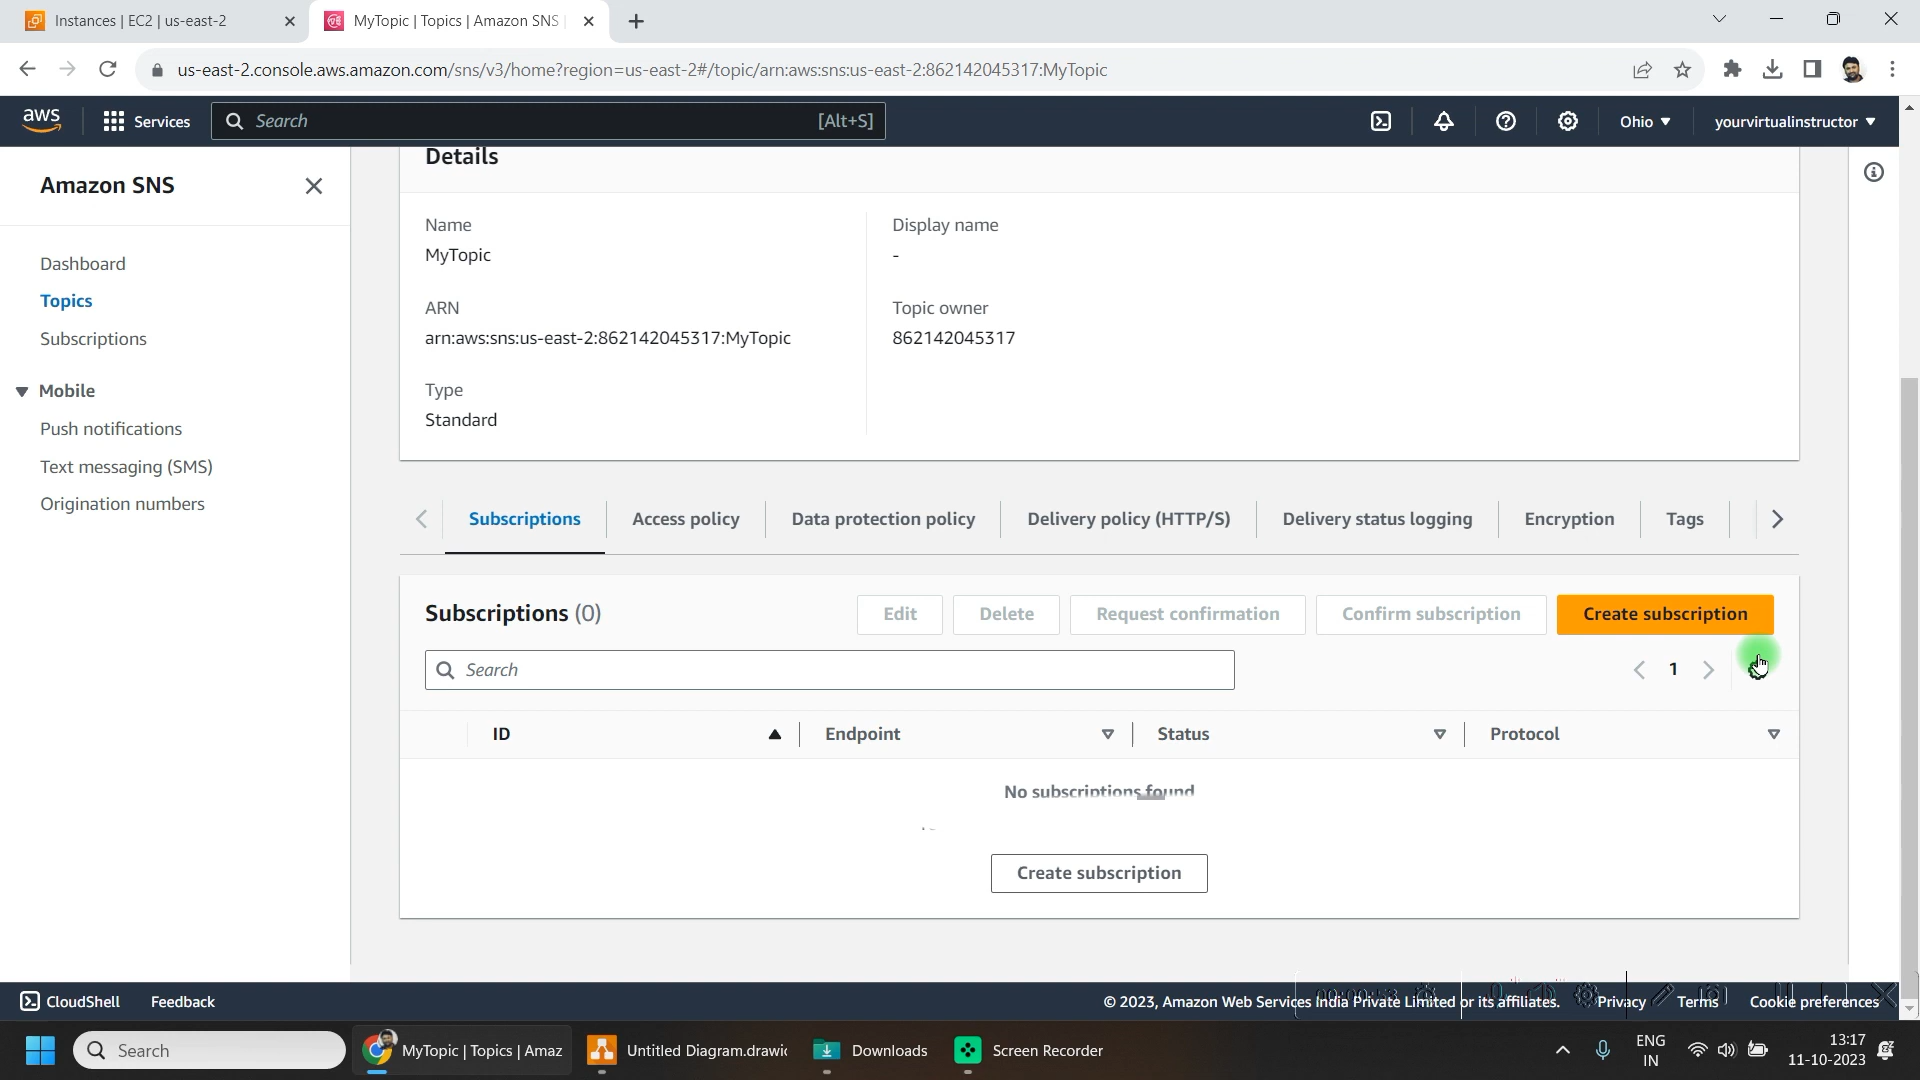 Instances | EC2 | us-east-2
MyTopic | Topics | Amazon SNS
us-east-2.console.aws.amazon.com/sns/v3/home?region=us-east-2#/topic/arn:aws:sns:us-east-2:862142045317:MyTopic
aws
Services
Search
[Alt+S]
Ohio
yourvirtualinstructor
Amazon SNS
Dashboard
Topics
Subscriptions
Mobile
Push notifications
Text messaging (SMS)
Origination numbers
Details
Name
MyTopic
Display name
-
ARN
arn:aws:sns:us-east-2:862142045317:MyTopic
Topic owner
862142045317
Type
Standard
Subscriptions
Access policy
Data protection policy
Delivery policy (HTTP/S)
Delivery status logging
Encryption
Tags
Subscriptions (0)
Edit
Delete
Request confirmation
Confirm subscription
Create subscription
Search
1
ID
Endpoint
Status
Protocol
No subscriptions found
Create subscription
CloudShell
Feedback
© 2023, Amazon Web Services India Private Limited or its affiliates.
Privacy
Terms
Cookie preferences
Search
MyTopic | Topics | Amaz
Untitled Diagram.drawi
Downloads
Screen Recorder
ENG
IN
13:17
11-10-2023